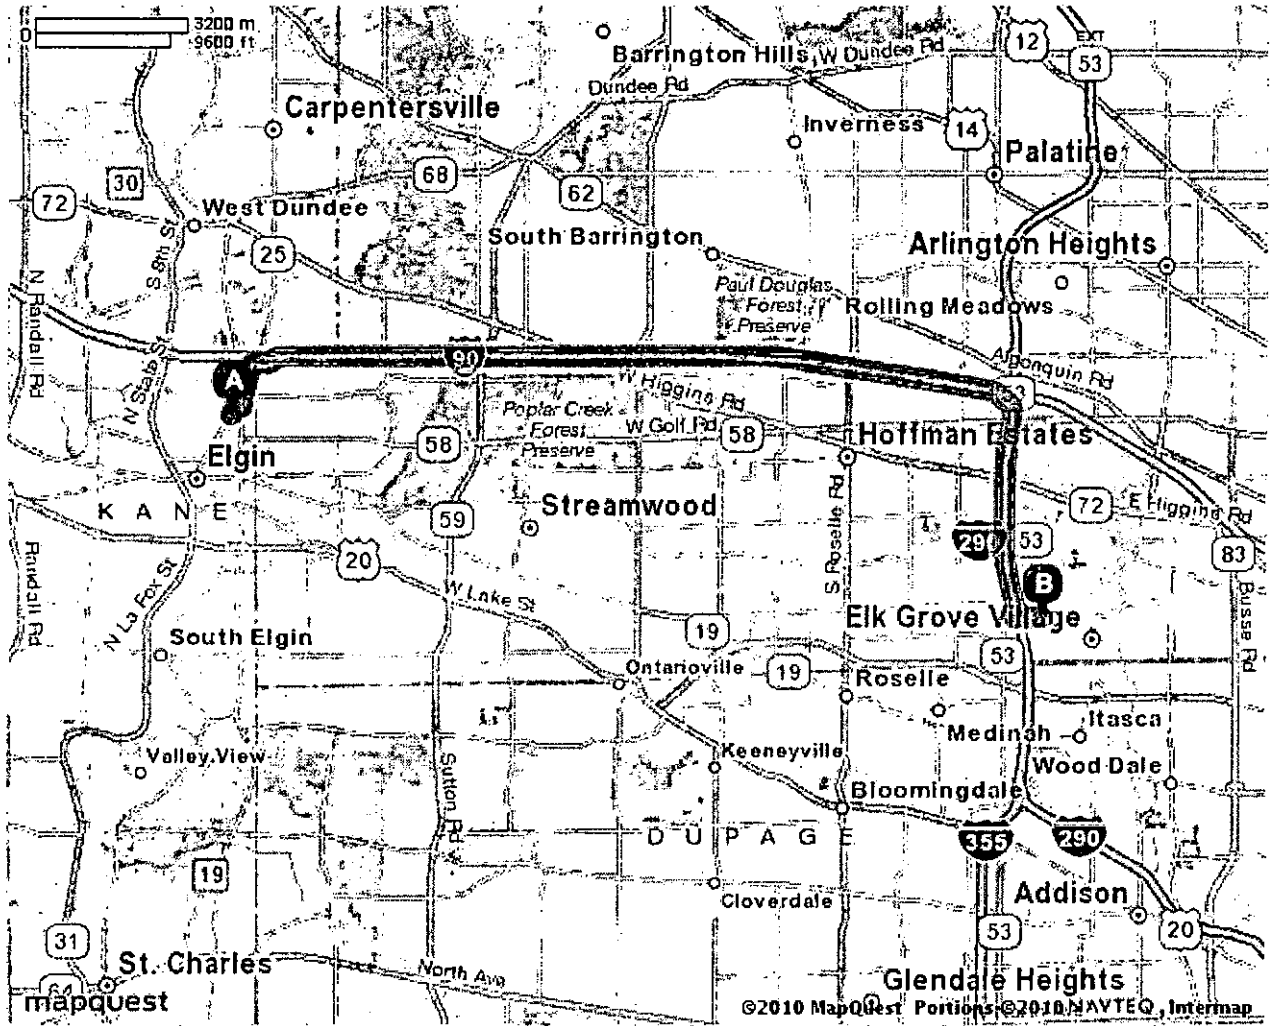 0
3200 m
9600 ft
Barrington Hills
W Dundee Rd
12
EXT
53
Dundee Rd
Carpentersville
Inverness
14
Palatine
68
30
62
72
West Dundee
South Barrington
Arlington Heights
25
S 8th St
N Randall Rd
Paul Douglas
Forest
Preserve
Rolling Meadows
90
Algonquin Rd
A
N State St
W Higgins Rd
Poplar Creek
Forest
Preserve
W Golf Rd
58
58
Hoffman Estates
Elgin
KANE
Streamwood
59
S Roselle Rd
72
E Higgins Rd
290
53
83
20
B
Randall Rd
N La Fox St
W Lake St
Busse Rd
Elk Grove Village
19
South Elgin
53
Ontarioville
19
Roselle
Itasca
Medinah
Valley View
Keeneyville
Wood Dale
Sutton Rd
Bloomingdale
DUPAGE
355
290
19
Cloverdale
Addison
31
53
20
St. Charles
North Ave
Glendale Heights
64
mapquest
©2010 MapQuest Portions ©2010 NAVTEQ, Intermap